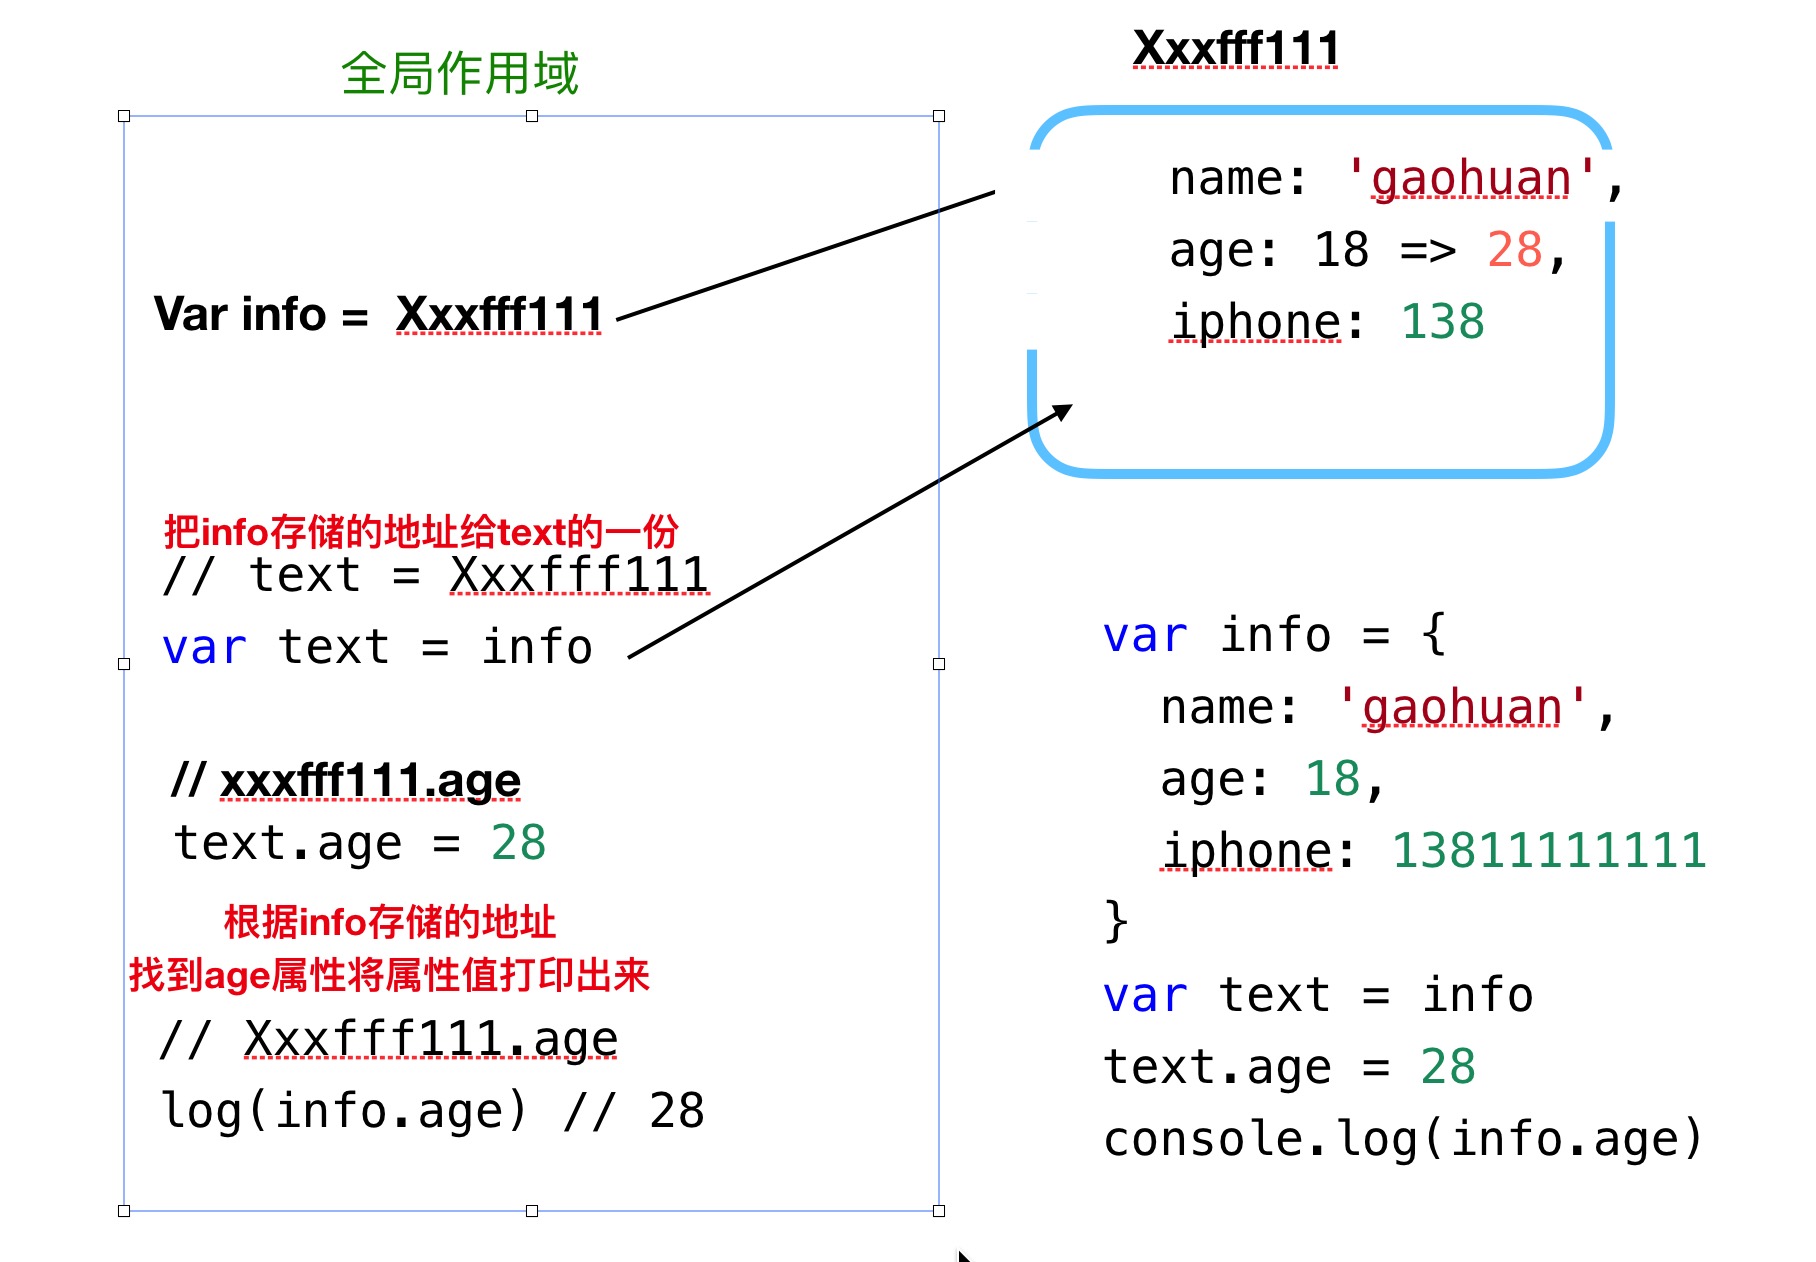 全局作用域
Var info = Xxxfff111
把info存储的地址给text的一份
// text = Xxxfff111
var text = info
// xxxfff111.age
text.age = 28
根据info存储的地址
找到age属性将属性值打印出来
// Xxxfff111.age
log(info.age) // 28
Xxxfff111
name: 'gaohuan',
age: 18 => 28,
iphone: 138
var info = {
name: 'gaohuan',
age: 18,
iphone: 13811111111
}
var text = info
text.age = 28
console.log(info.age)